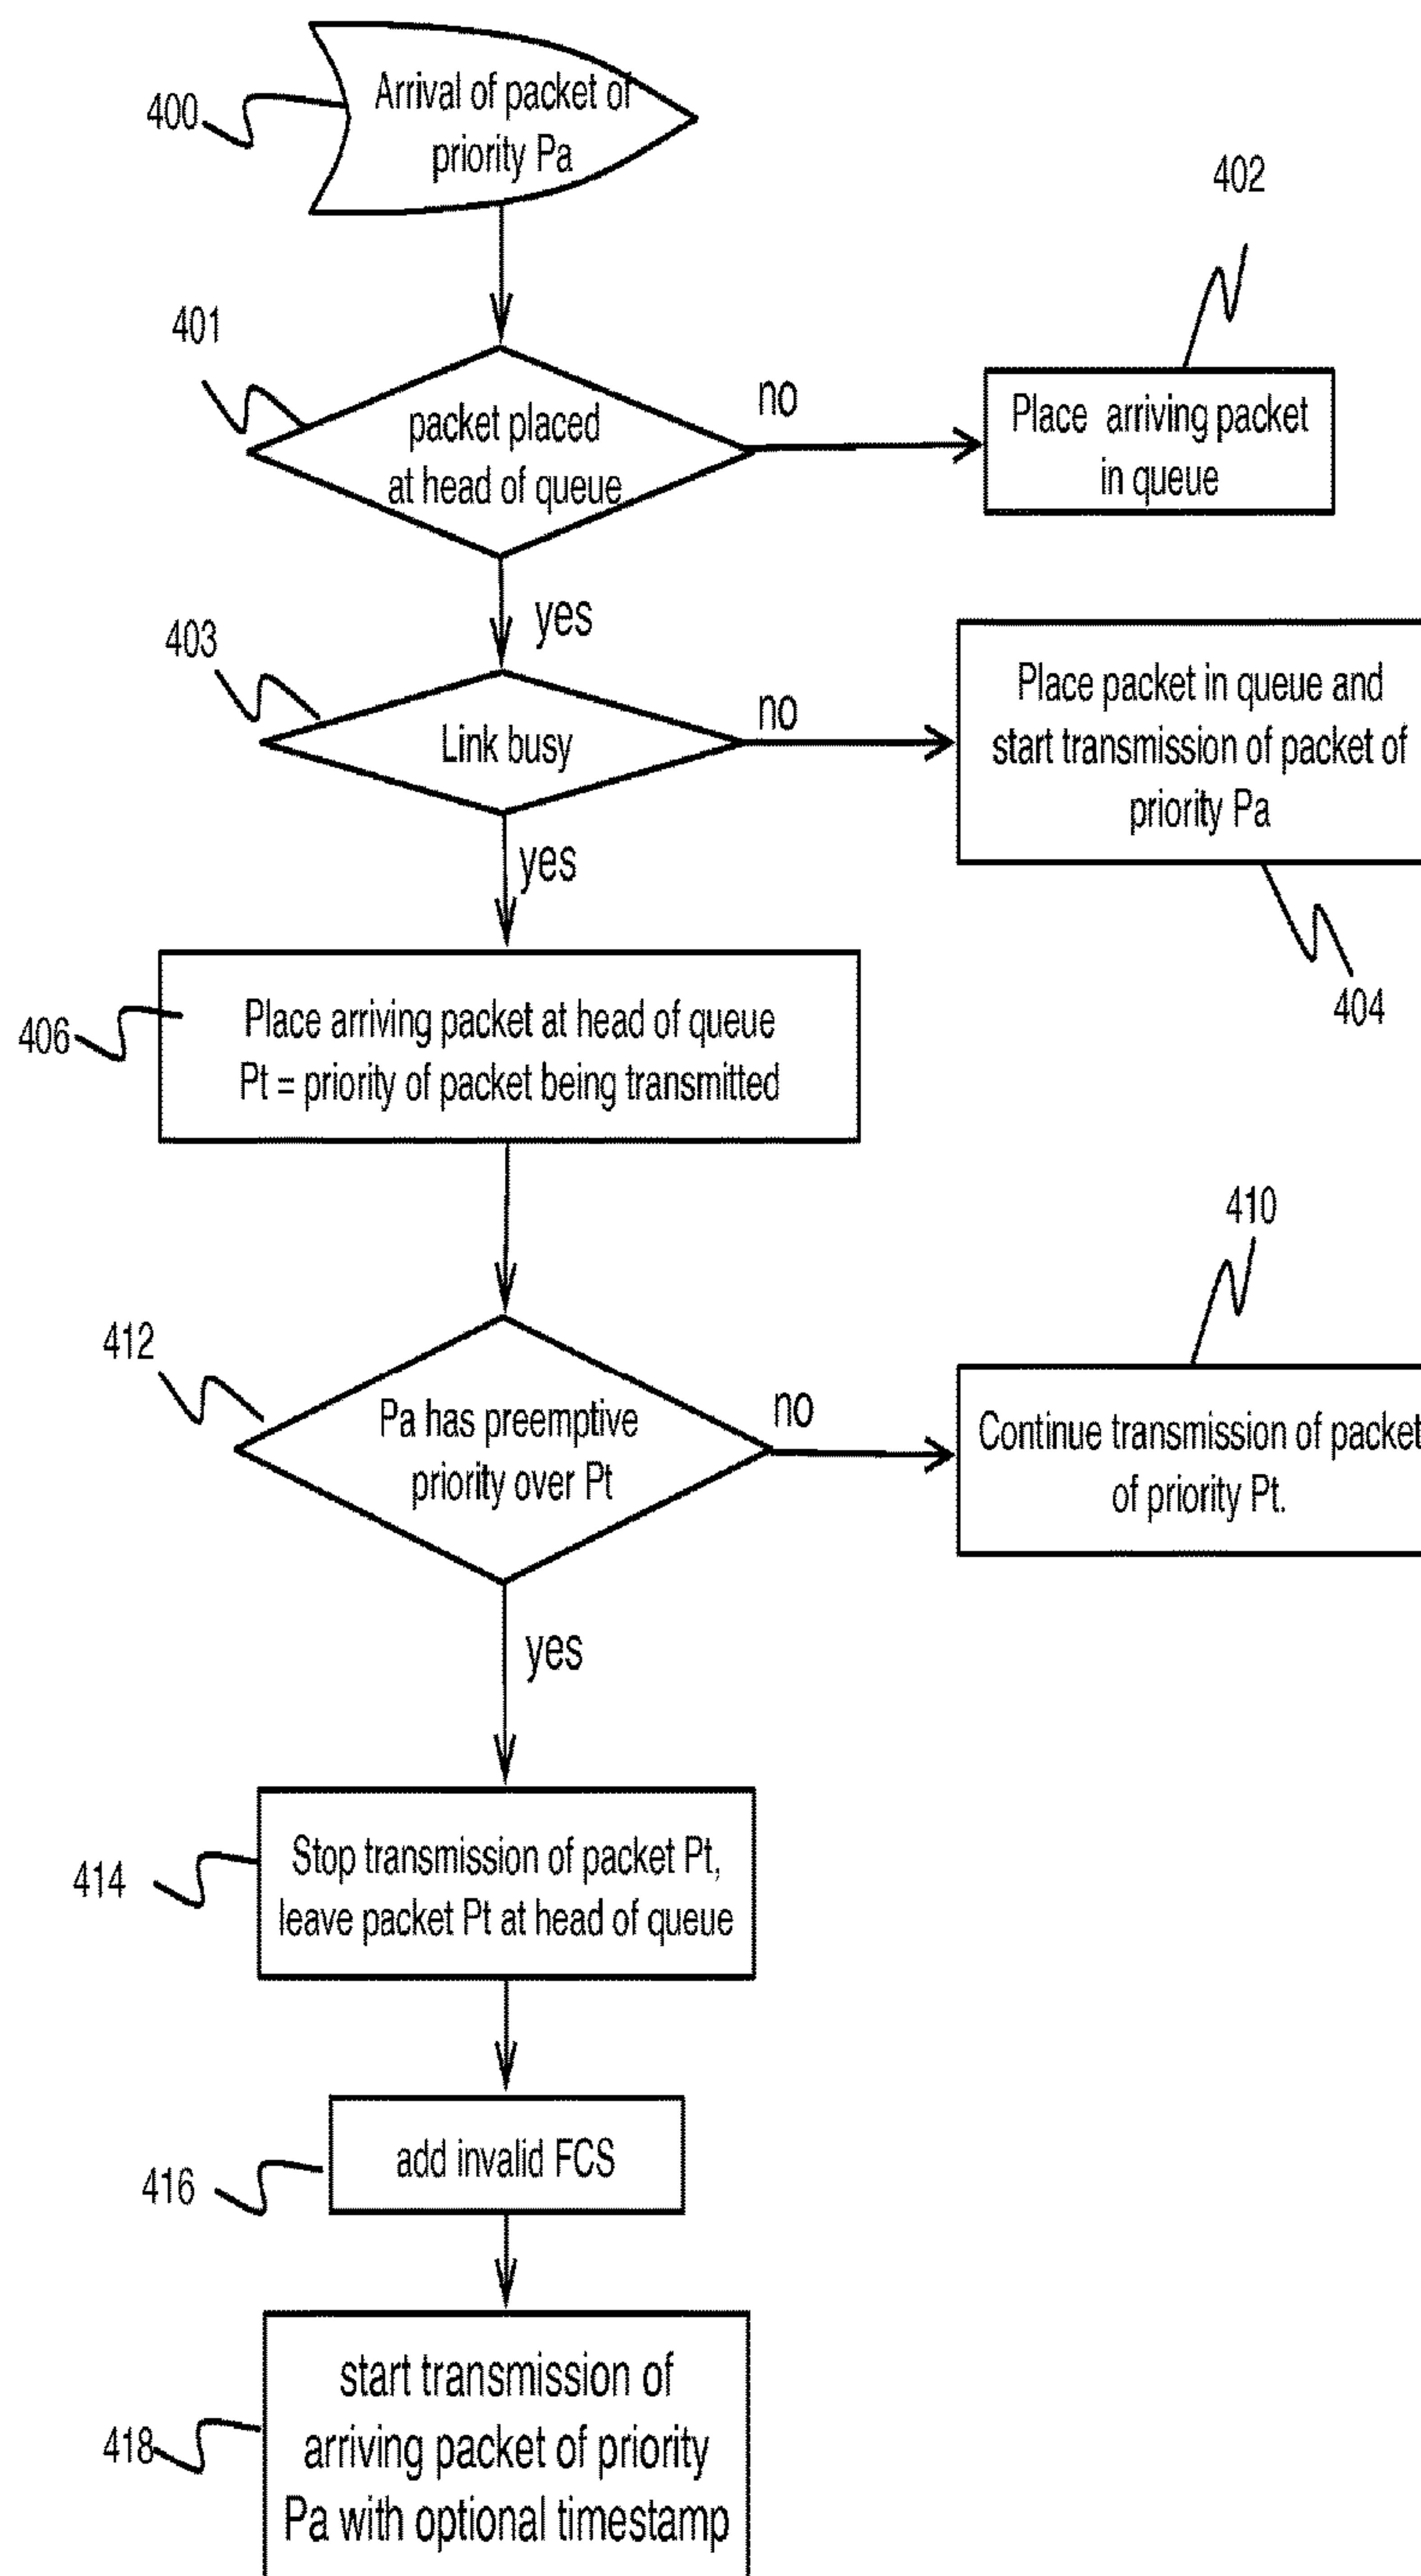 400
Arrival of packet of
priority Pa
402
401
packet placed
at head of queue
no
Place arriving packet
in queue
yes
403
Link busy
no
Place packet in queue and
start transmission of packet of
priority Pa
404
yes
406
Place arriving packet at head of queue
Pt = priority of packet being transmitted
410
412
Pa has preemptive
priority over Pt
no
Continue transmission of packet
of priority Pt.
yes
414
Stop transmission of packet Pt,
leave packet Pt at head of queue
416
add invalid FCS
418
start transmission of
arriving packet of priority
Pa with optional timestamp